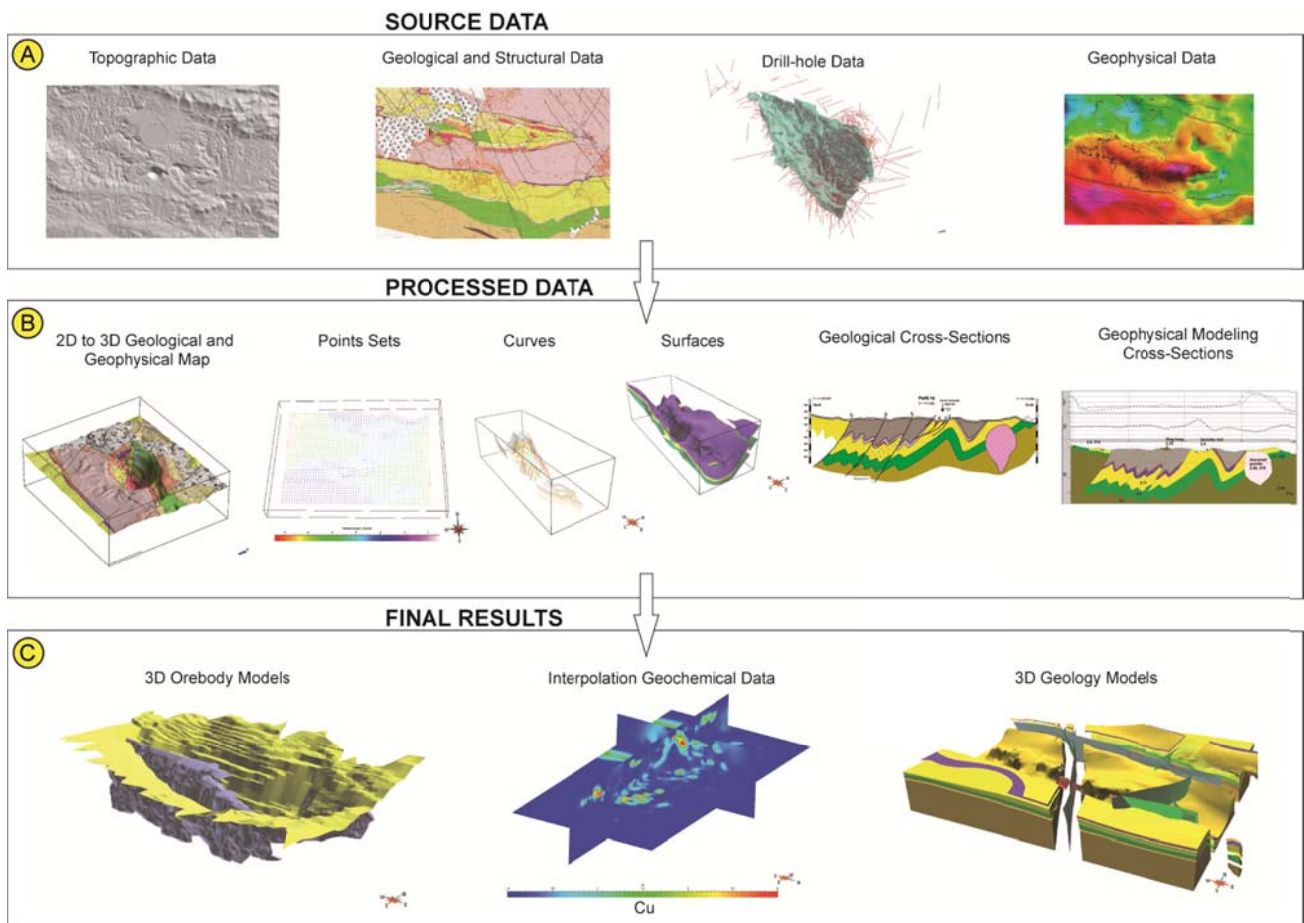 SOURCE DATA
A
Topographic Data
Geological and Structural Data
Drill-hole Data
Geophysical Data
PROCESSED DATA
B
2D to 3D Geological and
Geophysical Map
Points Sets
Curves
Surfaces
Geological Cross-Sections
Geophysical Modeling
Cross-Sections
FINAL RESULTS
C
3D Orebody Models
Interpolation Geochemical Data
3D Geology Models
Cu